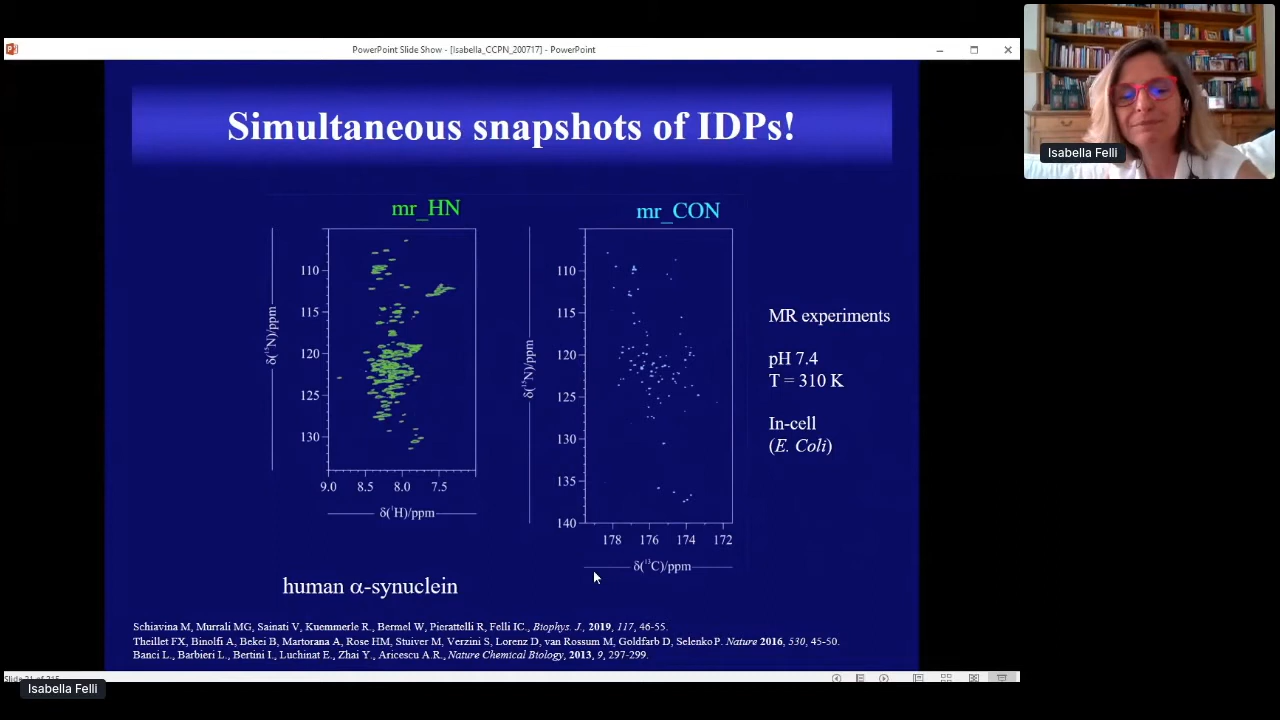 PowerPoint Slide Show - [Isabella_CCPN_200717] - PowerPoint
Simultaneous snapshots of IDPs!
mr_HN
mr_CON
110
115
120
125
130
δ(¹⁵N)/ppm
9.0 8.5 8.0 7.5
δ(¹H)/ppm
110
115
120
125
130
135
140
δ(¹⁵N)/ppm
178 176 174 172
δ(¹³C)/ppm
MR experiments
pH 7.4
T = 310 K
In-cell
(E. Coli)
human α-synuclein
Schiavina M, Murrali MG, Sainati V, Kuemmerle R., Bermel W, Pierattelli R, Felli IC., Biophys. J., 2019, 117, 46-55.
Theillet FX, Binolfi A, Bekei B, Martorana A, Rose HM, Stuiver M, Verzini S, Lorenz D, van Rossum M, Goldfarb D, Selenko P. Nature 2016, 530, 45-50.
Banci L., Barbieri L., Bertini I., Luchinat E., Zhai Y., Aricescu A.R., Nature Chemical Biology, 2013, 9, 297-299.
Isabella Felli
Isabella Felli